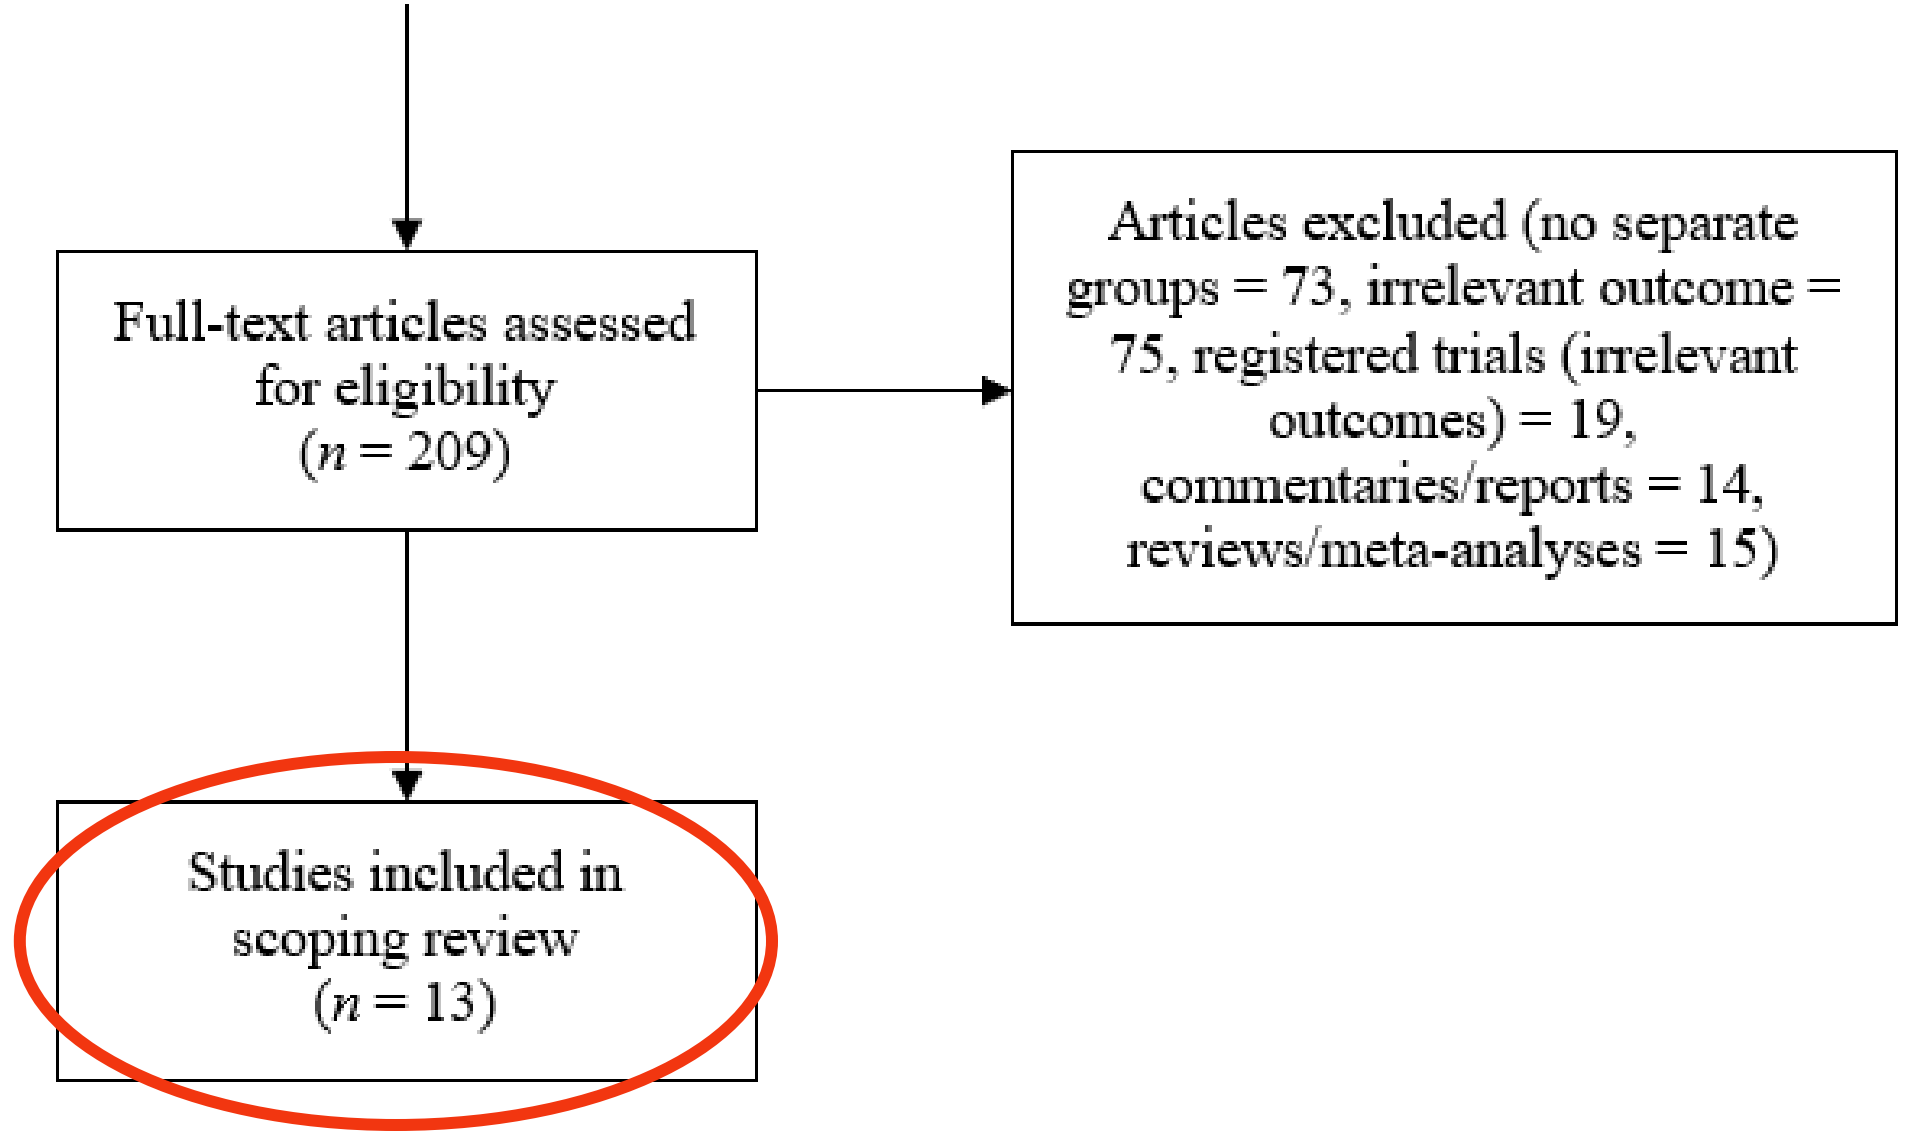 Full-text articles assessed
for eligibility
(n = 209)
Articles excluded (no separate
groups = 73, irrelevant outcome =
75, registered trials (irrelevant
outcomes) = 19,
commentaries/reports = 14,
reviews/meta-analyses = 15)
Studies included in
scoping review
(n = 13)